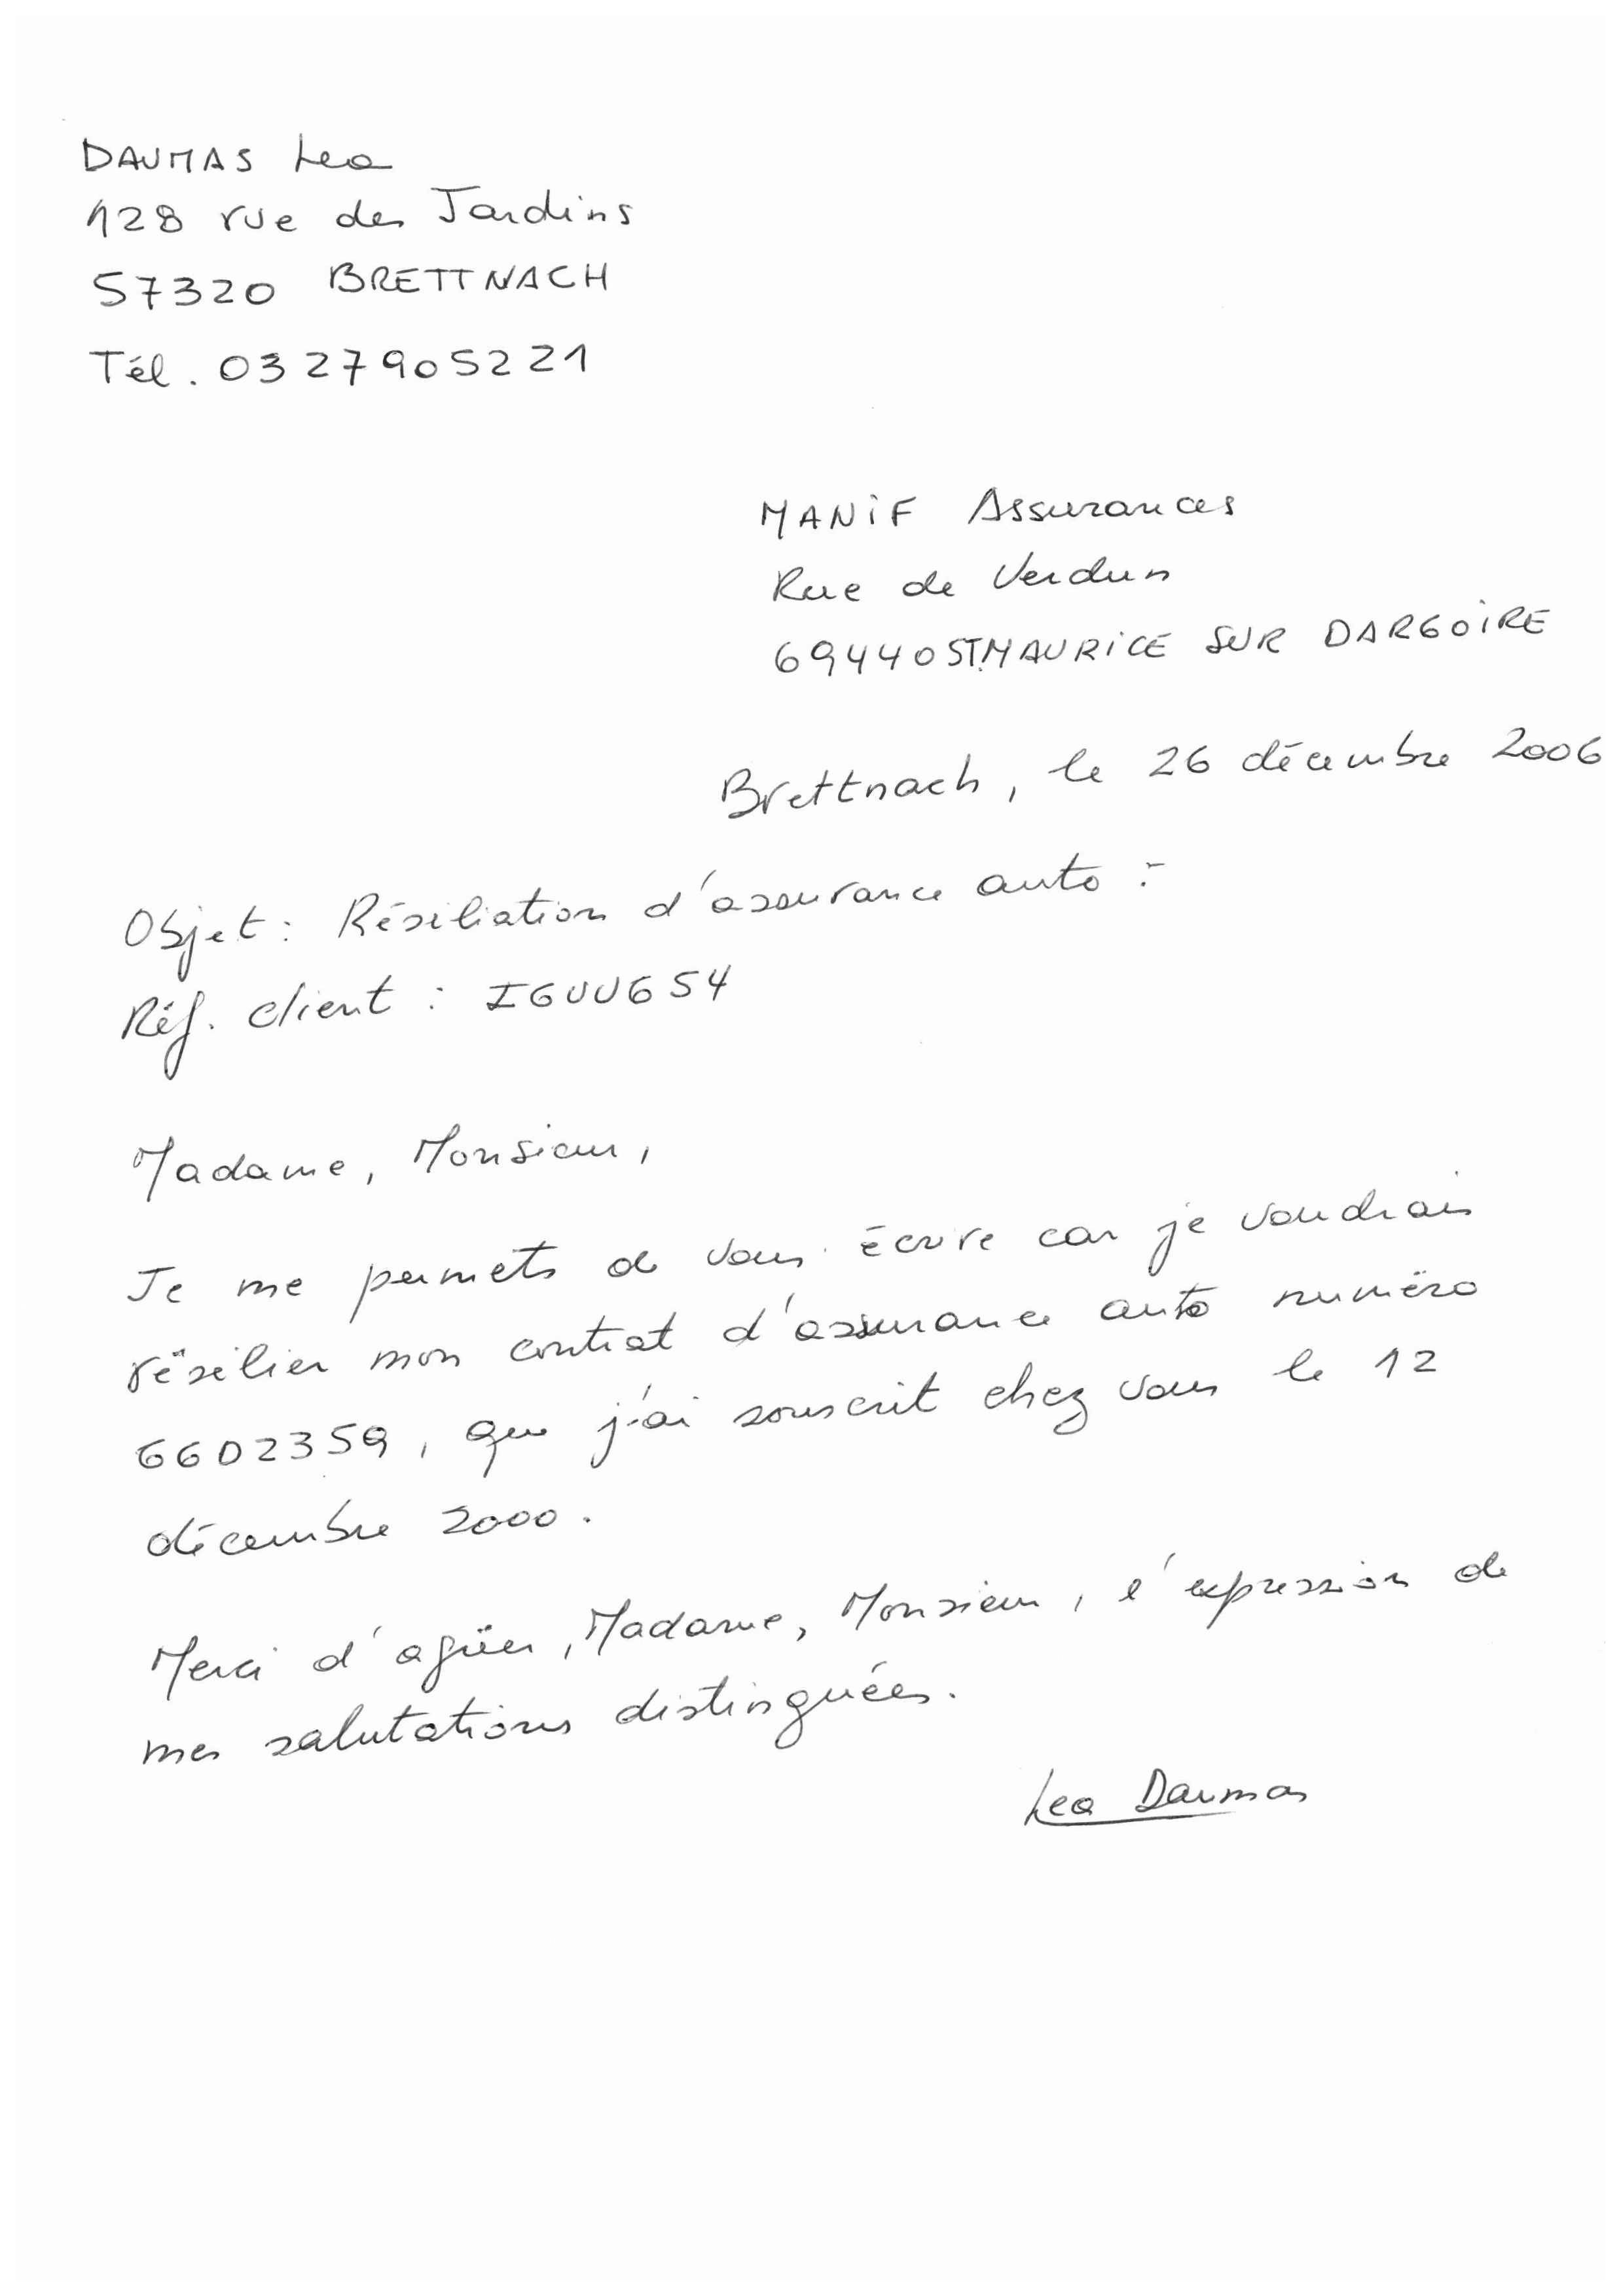 DAUMAS Lea
128 rue des Jardins
57320 BRETTNACH
Tél. 0327905221
MANIF Assurances
Rue de Verdun
69440 ST.MAURICE SUR DARGOIRE
Brettnach, le 26 décembre 2006
Objet : Résiliation d'assurance auto :
Réf. client : IGUUG54
Madame, Monsieur,
Je me permets de vous écrire car je voudrais
résilier mon contrat d'assurance auto numéro
6602359, que j'ai souscrit chez vous le 12
décembre 2000.
Merci d'agréer, Madame, Monsieur, l'expression de
mes salutations distinguées.
Lea Daumas